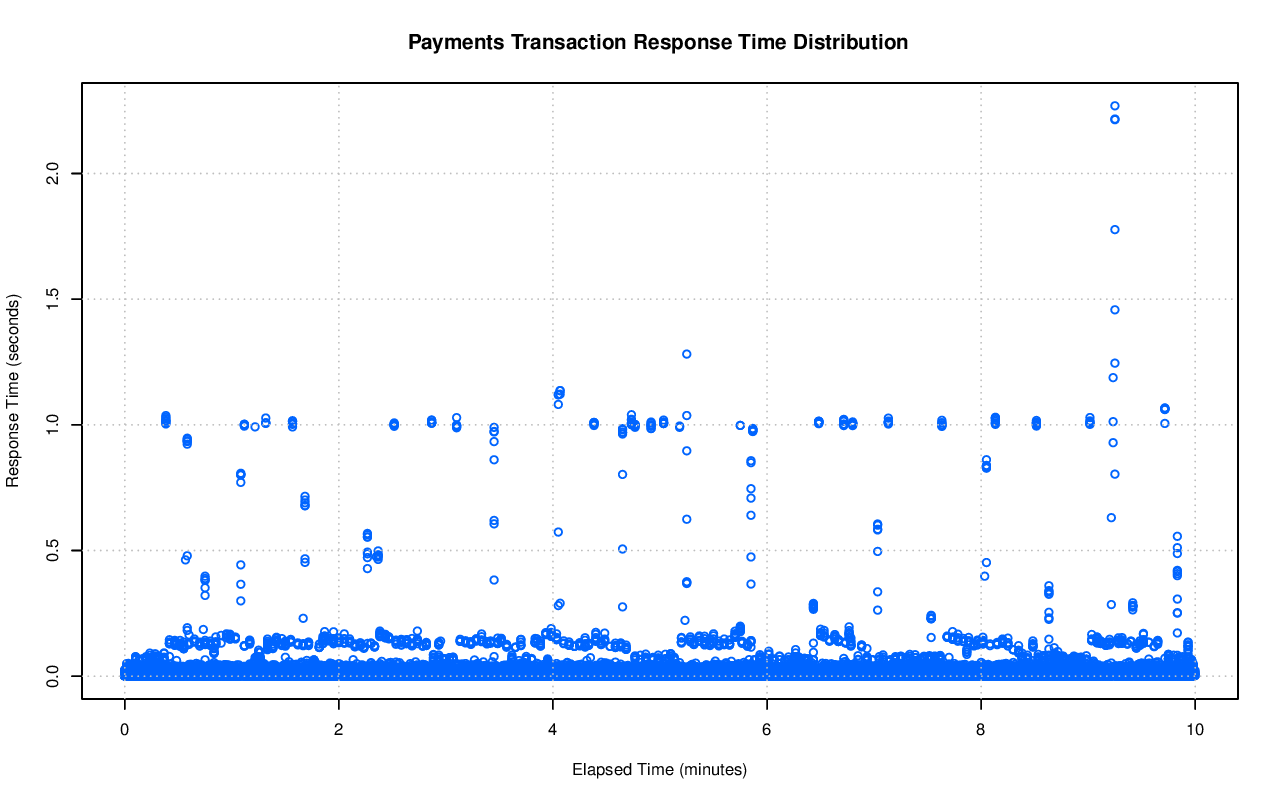 Payments Transaction Response Time Distribution
Response Time (seconds)
2.0
1.5
1.0
0.5
0.0
0 2 4 6 8 10
Elapsed Time (minutes)